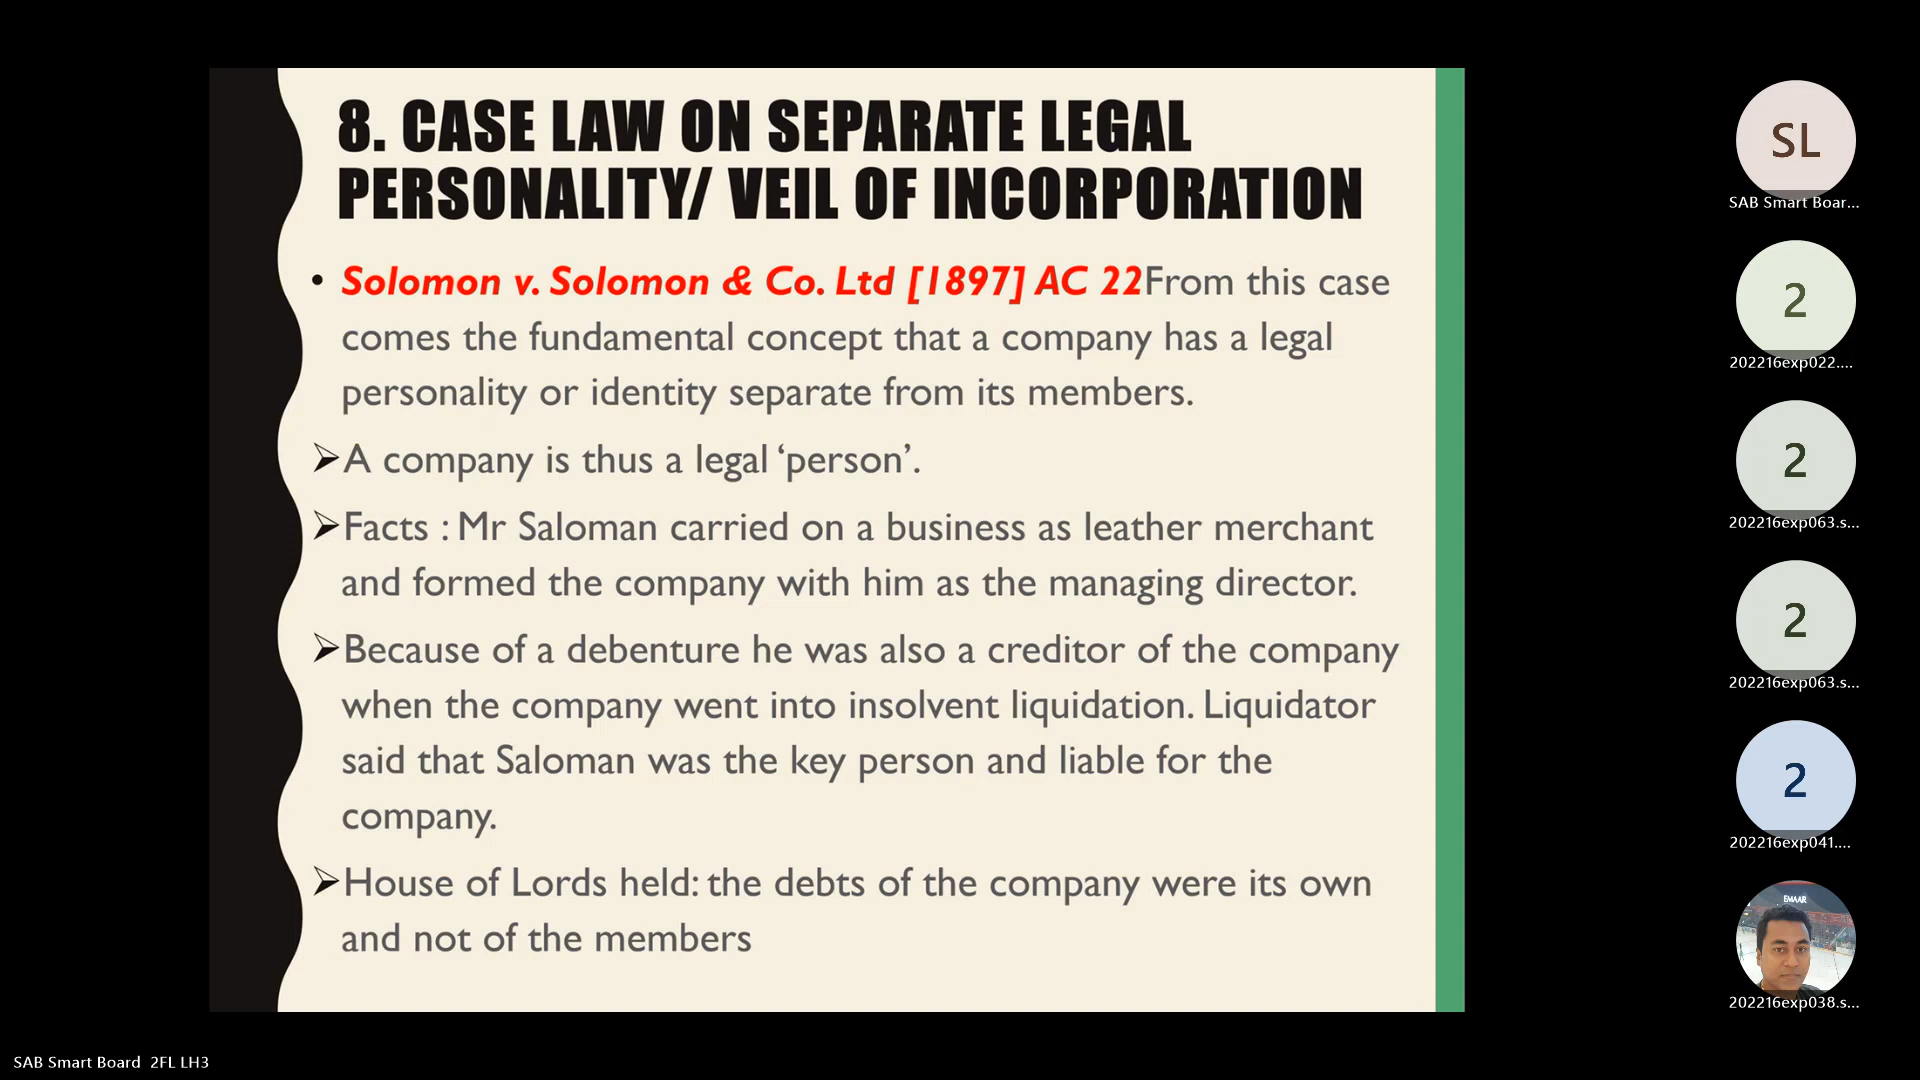 8. CASE LAW ON SEPARATE LEGAL
PERSONALITY/ VEIL OF INCORPORATION
• Solomon v. Solomon & Co. Ltd [1897] AC 22From this case
comes the fundamental concept that a company has a legal
personality or identity separate from its members.
➢A company is thus a legal ‘person’.
➢Facts : Mr Saloman carried on a business as leather merchant
and formed the company with him as the managing director.
➢Because of a debenture he was also a creditor of the company
when the company went into insolvent liquidation. Liquidator
said that Saloman was the key person and liable for the
company.
➢House of Lords held: the debts of the company were its own
and not of the members
SL
SAB Smart Boar...
2
202216exp022....
2
202216exp063.s...
2
202216exp063.s...
2
202216exp041....
EMAAR
202216exp038.s...
SAB Smart Board 2FL LH3